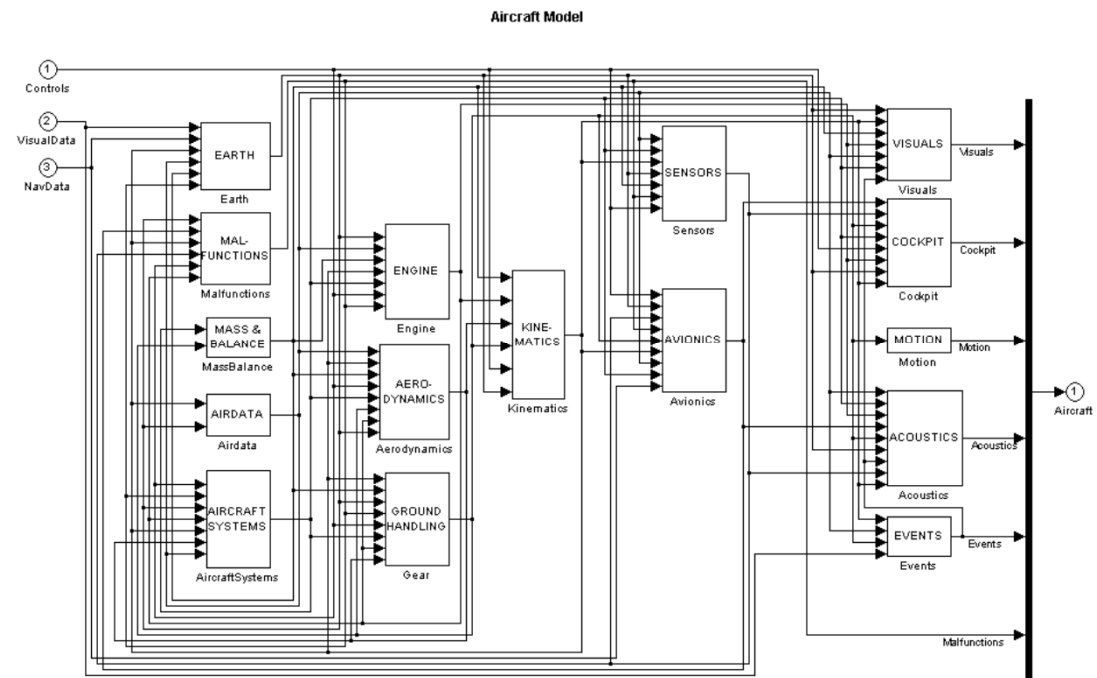 Aircraft Model
1
Controls
2
VisualData
3
NavData
EARTH
Earth
MAL-
FUNCTIONS
Malfunctions
MASS &
BALANCE
MassBalance
AIRDATA
Airdata
AIRCRAFT
SYSTEMS
AircraftSystems
ENGINE
Engine
AERO-
DYNAMICS
Aerodynamics
GROUND
HANDLING
Gear
KINE-
MATICS
Kinematics
SENSORS
Sensors
AVIONICS
Avionics
VISUALS
Visuals
Visuals
COCKPIT
Cockpit
Cockpit
MOTION
Motion
Motion
ACOUSTICS
Acoustics
Acoustics
EVENTS
Events
Events
Malfunctions
1
Aircraft